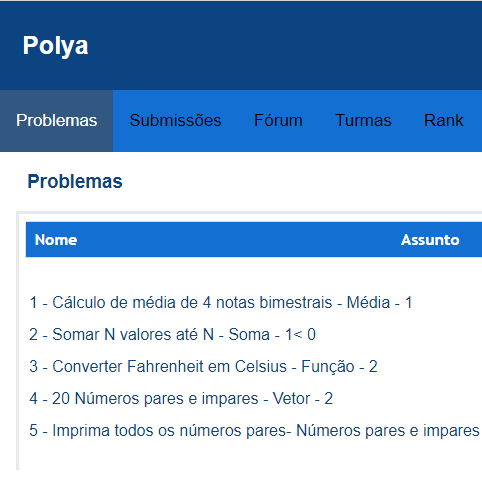 Polya
Problemas Submissões Fórum Turmas Rank
Problemas
Nome Assunto
1 - Cálculo de média de 4 notas bimestrais - Média - 1
2 - Somar N valores até N - Soma - 1< 0
3 - Converter Fahrenheit em Celsius - Função - 2
4 - 20 Números pares e impares - Vetor - 2
5 - Imprima todos os números pares- Números pares e impares